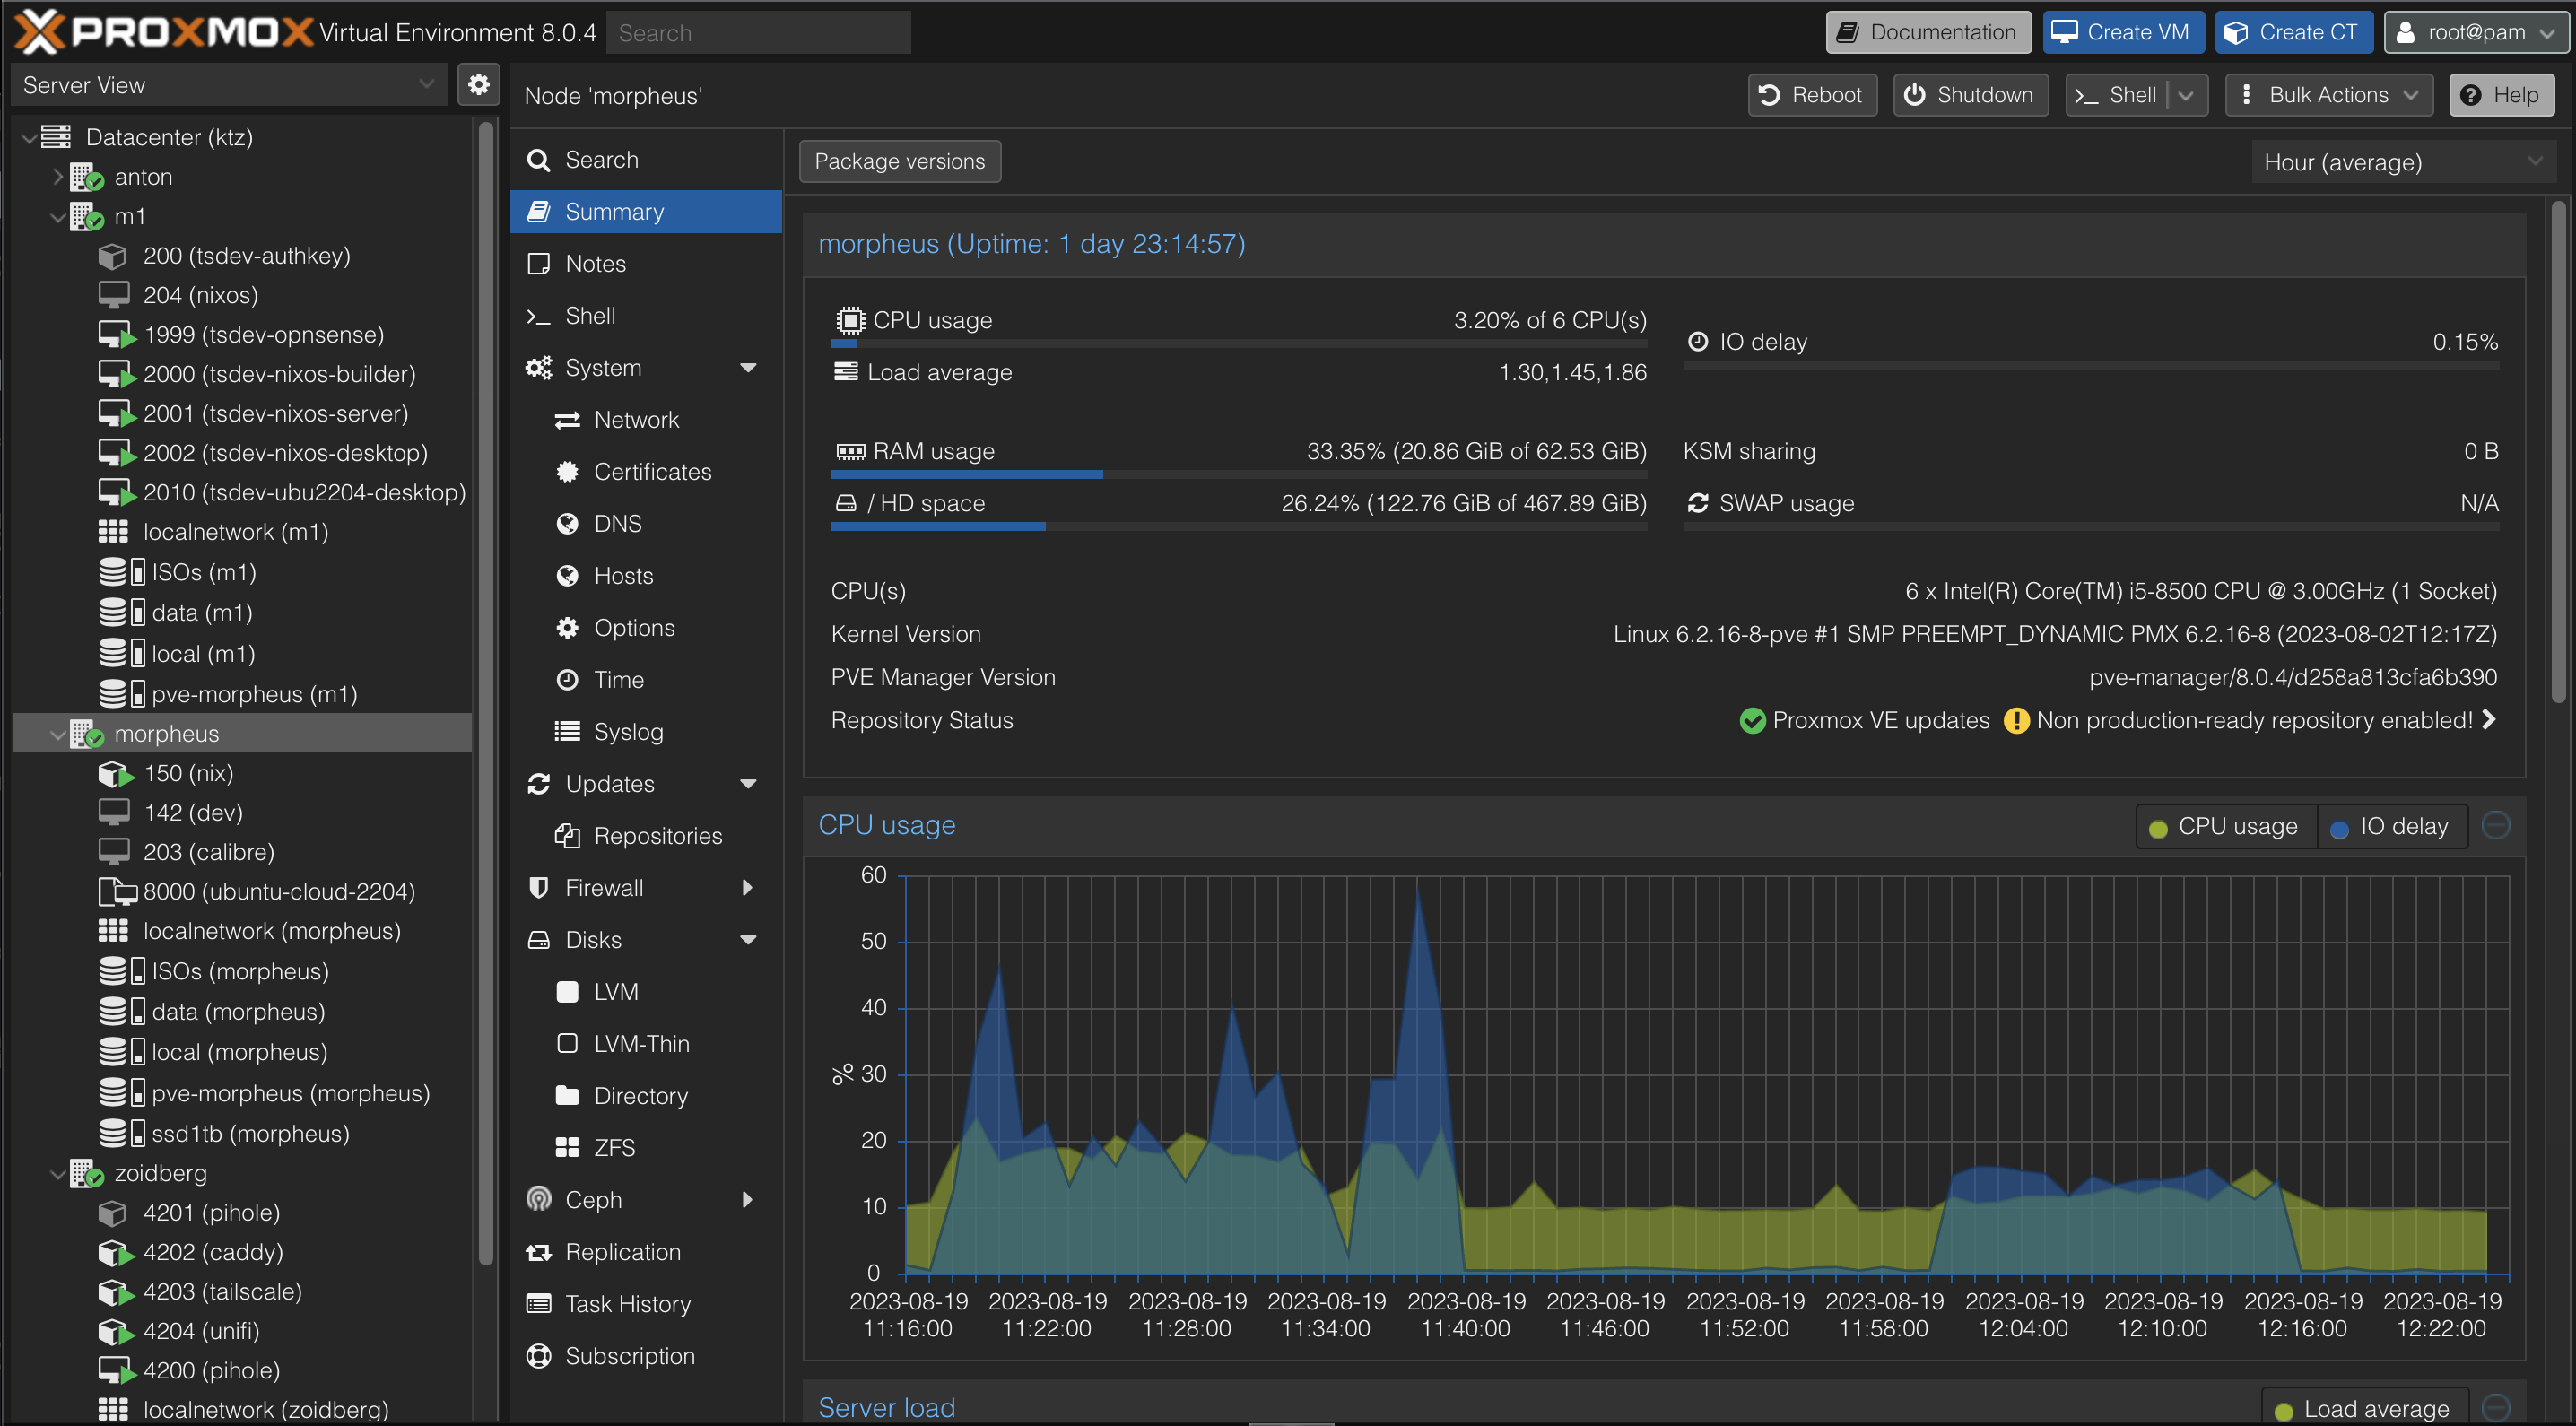 PROXMOX Virtual Environment 8.0.4 Search Documentation Create VM Create CT root@pam
Server View
Node 'morpheus' Reboot Shutdown Shell Bulk Actions Help
Datacenter (ktz)
anton
m1
200 (tsdev-authkey)
204 (nixos)
1999 (tsdev-opnsense)
2000 (tsdev-nixos-builder)
2001 (tsdev-nixos-server)
2002 (tsdev-nixos-desktop)
2010 (tsdev-ubu2204-desktop)
localnetwork (m1)
ISOs (m1)
data (m1)
local (m1)
pve-morpheus (m1)
morpheus
150 (nix)
142 (dev)
203 (calibre)
8000 (ubuntu-cloud-2204)
localnetwork (morpheus)
ISOs (morpheus)
data (morpheus)
local (morpheus)
pve-morpheus (morpheus)
ssd1tb (morpheus)
zoidberg
4201 (pihole)
4202 (caddy)
4203 (tailscale)
4204 (unifi)
4200 (pihole)
localnetwork (zoidberg)
Search
Summary
Notes
Shell
System
Network
Certificates
DNS
Hosts
Options
Time
Syslog
Updates
Repositories
Firewall
Disks
LVM
LVM-Thin
Directory
ZFS
Ceph
Replication
Task History
Subscription
Package versions Hour (average)
morpheus (Uptime: 1 day 23:14:57)
CPU usage 3.20% of 6 CPU(s)
IO delay 0.15%
Load average 1.30,1.45,1.86
RAM usage 33.35% (20.86 GiB of 62.53 GiB) KSM sharing 0 B
/ HD space 26.24% (122.76 GiB of 467.89 GiB) SWAP usage N/A
CPU(s) 6 x Intel(R) Core(TM) i5-8500 CPU @ 3.00GHz (1 Socket)
Kernel Version Linux 6.2.16-8-pve #1 SMP PREEMPT_DYNAMIC PMX 6.2.16-8 (2023-08-02T12:17Z)
PVE Manager Version pve-manager/8.0.4/d258a813cfa6b390
Repository Status Proxmox VE updates Non production-ready repository enabled!
CPU usage CPU usage IO delay
60
50
40
% 30
20
10
0
2023-08-19 2023-08-19 2023-08-19 2023-08-19 2023-08-19 2023-08-19 2023-08-19 2023-08-19 2023-08-19 2023-08-19 2023-08-19 2023-08-19
11:16:00 11:22:00 11:28:00 11:34:00 11:40:00 11:46:00 11:52:00 11:58:00 12:04:00 12:10:00 12:16:00 12:22:00
Server load Load average